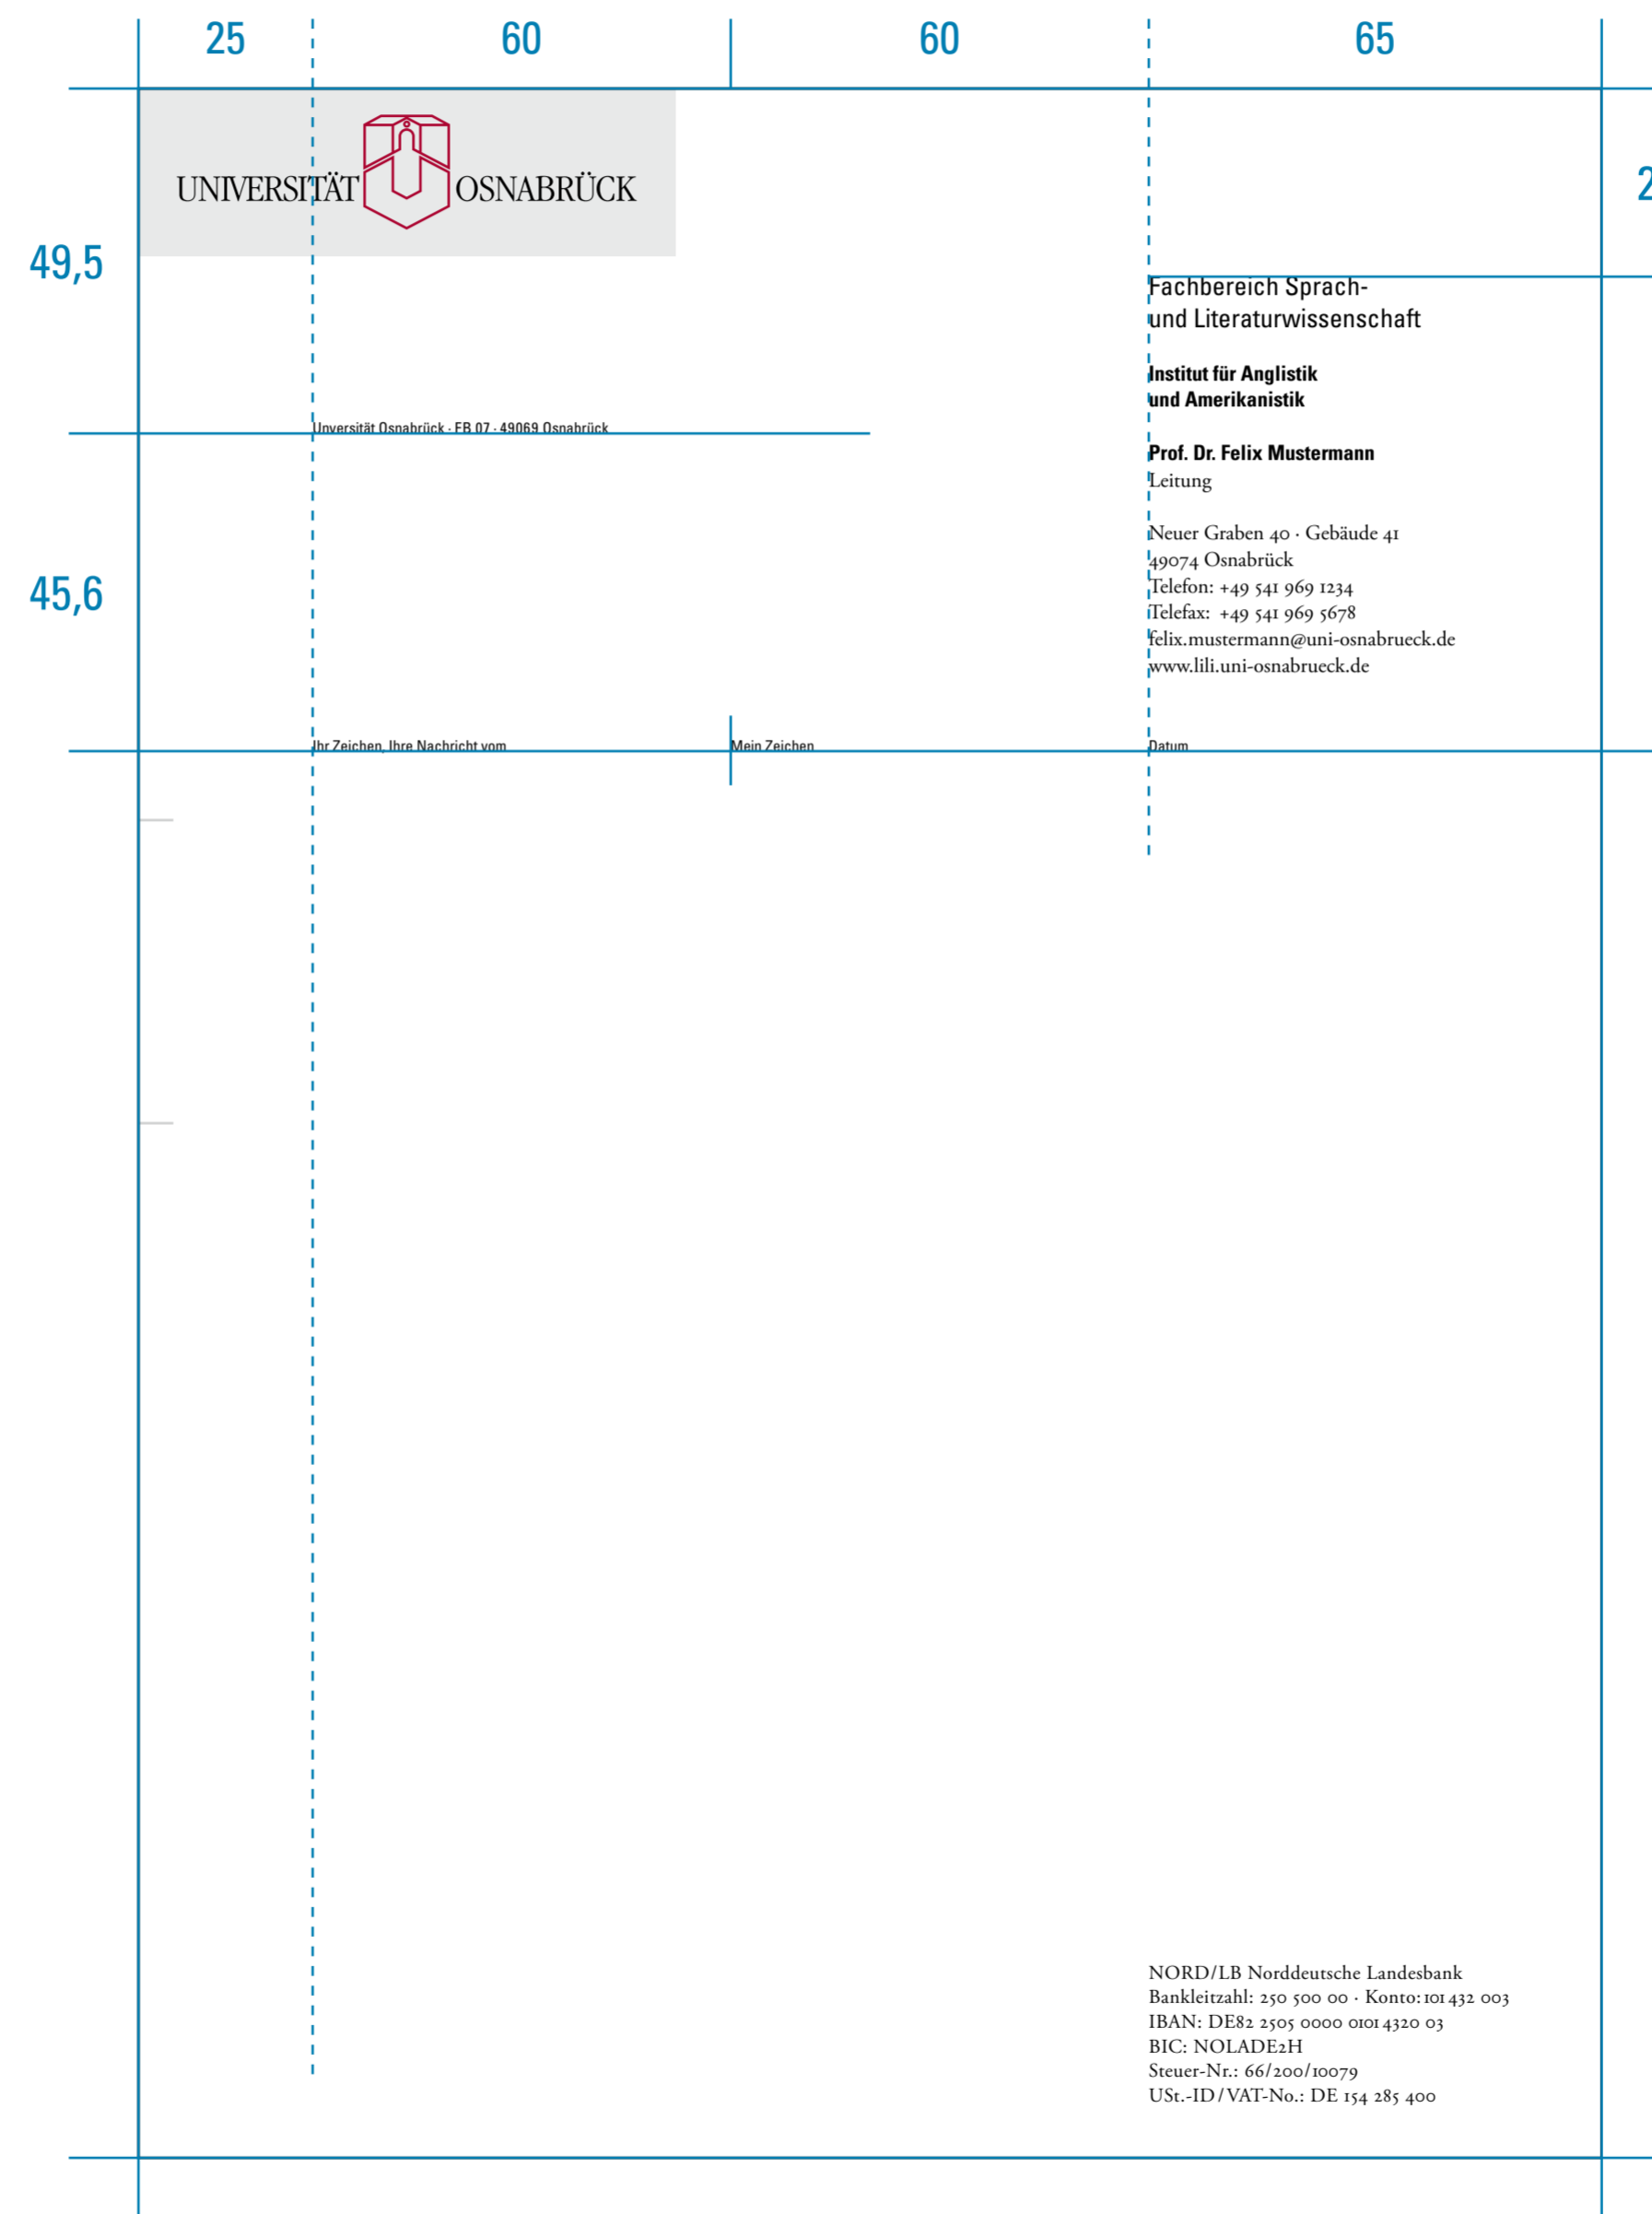 25 60 60 65
UNIVERSITÄT OSNABRÜCK
2
49,5
Fachbereich Sprach-
und Literaturwissenschaft
Institut für Anglistik
und Amerikanistik
Unversität Osnabrück · FB 07 · 49069 Osnabrück
Prof. Dr. Felix Mustermann
Leitung
Neuer Graben 40 · Gebäude 41
49074 Osnabrück
45,6
Telefon: +49 541 969 1234
Telefax: +49 541 969 5678
felix.mustermann@uni-osnabrueck.de
www.lili.uni-osnabrueck.de
Ihr Zeichen, Ihre Nachricht vom Mein Zeichen Datum
NORD/LB Norddeutsche Landesbank
Bankleitzahl: 250 500 00 · Konto: 101 432 003
IBAN: DE82 2505 0000 0101 4320 03
BIC: NOLADE2H
Steuer-Nr.: 66/200/10079
USt.-ID/VAT-No.: DE 154 285 400